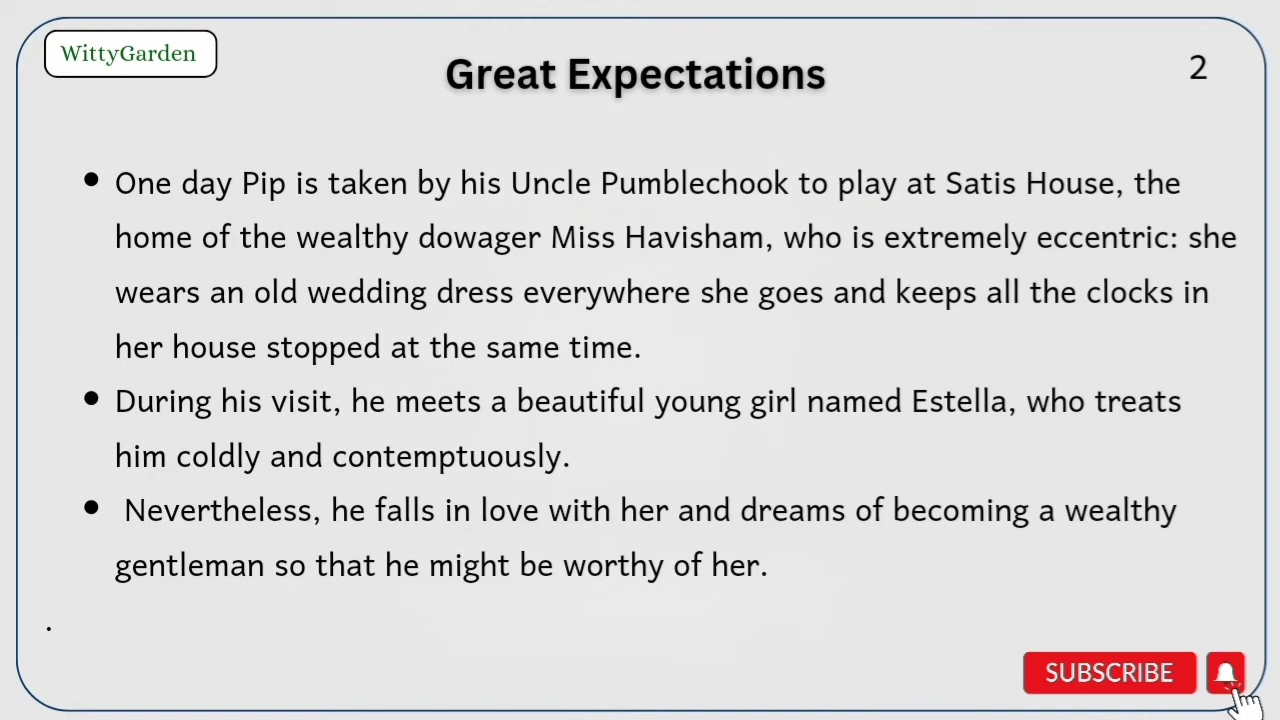 WittyGarden
Great Expectations
2
• One day Pip is taken by his Uncle Pumblechook to play at Satis House, the
home of the wealthy dowager Miss Havisham, who is extremely eccentric: she
wears an old wedding dress everywhere she goes and keeps all the clocks in
her house stopped at the same time.
• During his visit, he meets a beautiful young girl named Estella, who treats
him coldly and contemptuously.
• Nevertheless, he falls in love with her and dreams of becoming a wealthy
gentleman so that he might be worthy of her.
.
SUBSCRIBE